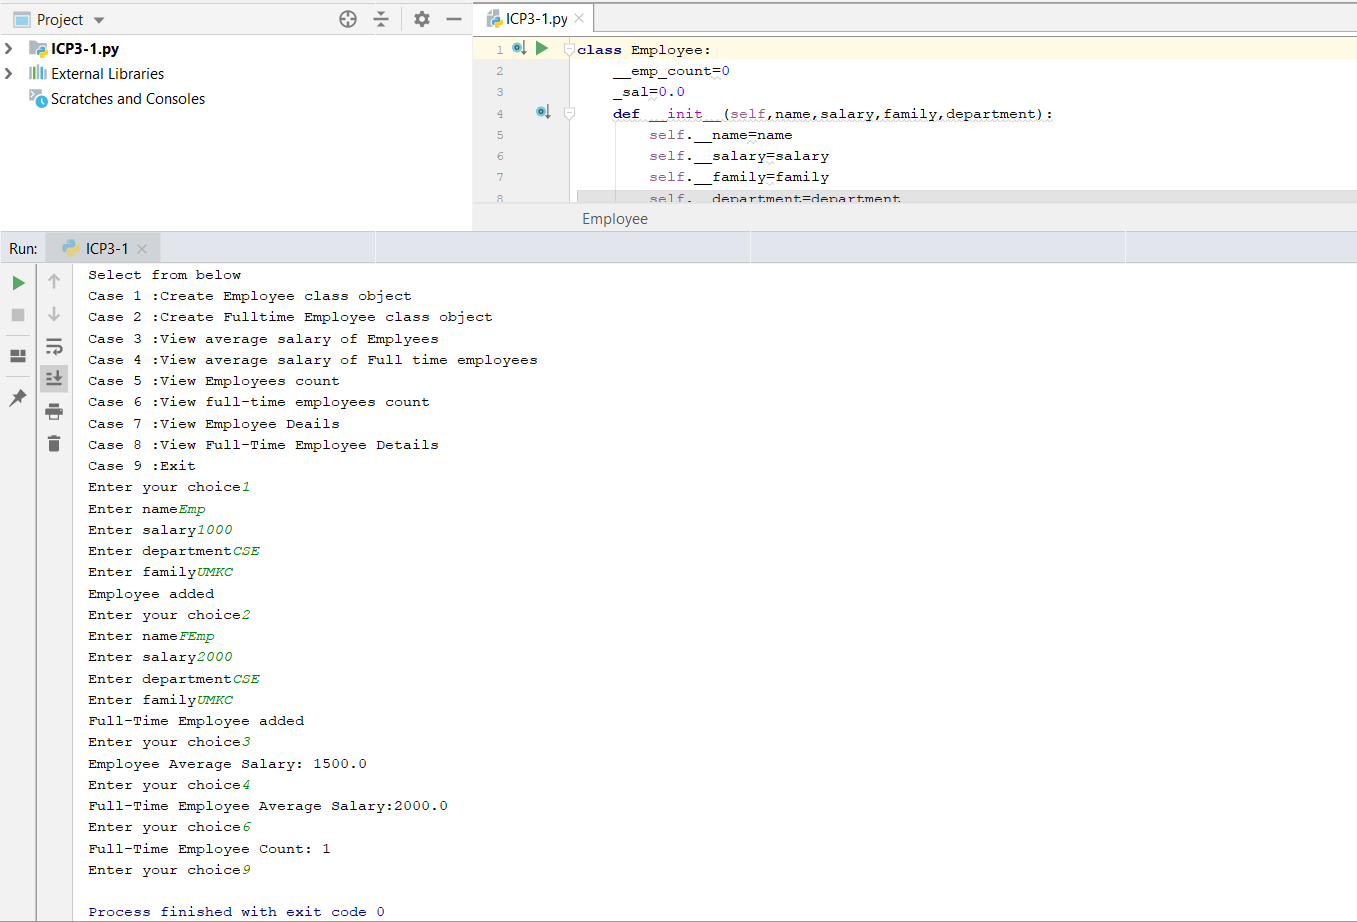 Project
ICP3-1.py
External Libraries
Scratches and Consoles
ICP3-1.py
1 class Employee:
2 __emp_count=0
3 _sal=0.0
4 def __init__(self,name,salary,family,department):
5 self.__name=name
6 self.__salary=salary
7 self.__family=family
8 self.__department=department
Employee
Run: ICP3-1
Select from below
Case 1 :Create Employee class object
Case 2 :Create Fulltime Employee class object
Case 3 :View average salary of Emplyees
Case 4 :View average salary of Full time employees
Case 5 :View Employees count
Case 6 :View full-time employees count
Case 7 :View Employee Deails
Case 8 :View Full-Time Employee Details
Case 9 :Exit
Enter your choice1
Enter nameEmp
Enter salary1000
Enter departmentCSE
Enter familyUMKC
Employee added
Enter your choice2
Enter nameFEmp
Enter salary2000
Enter departmentCSE
Enter familyUMKC
Full-Time Employee added
Enter your choice3
Employee Average Salary: 1500.0
Enter your choice4
Full-Time Employee Average Salary:2000.0
Enter your choice6
Full-Time Employee Count: 1
Enter your choice9
Process finished with exit code 0